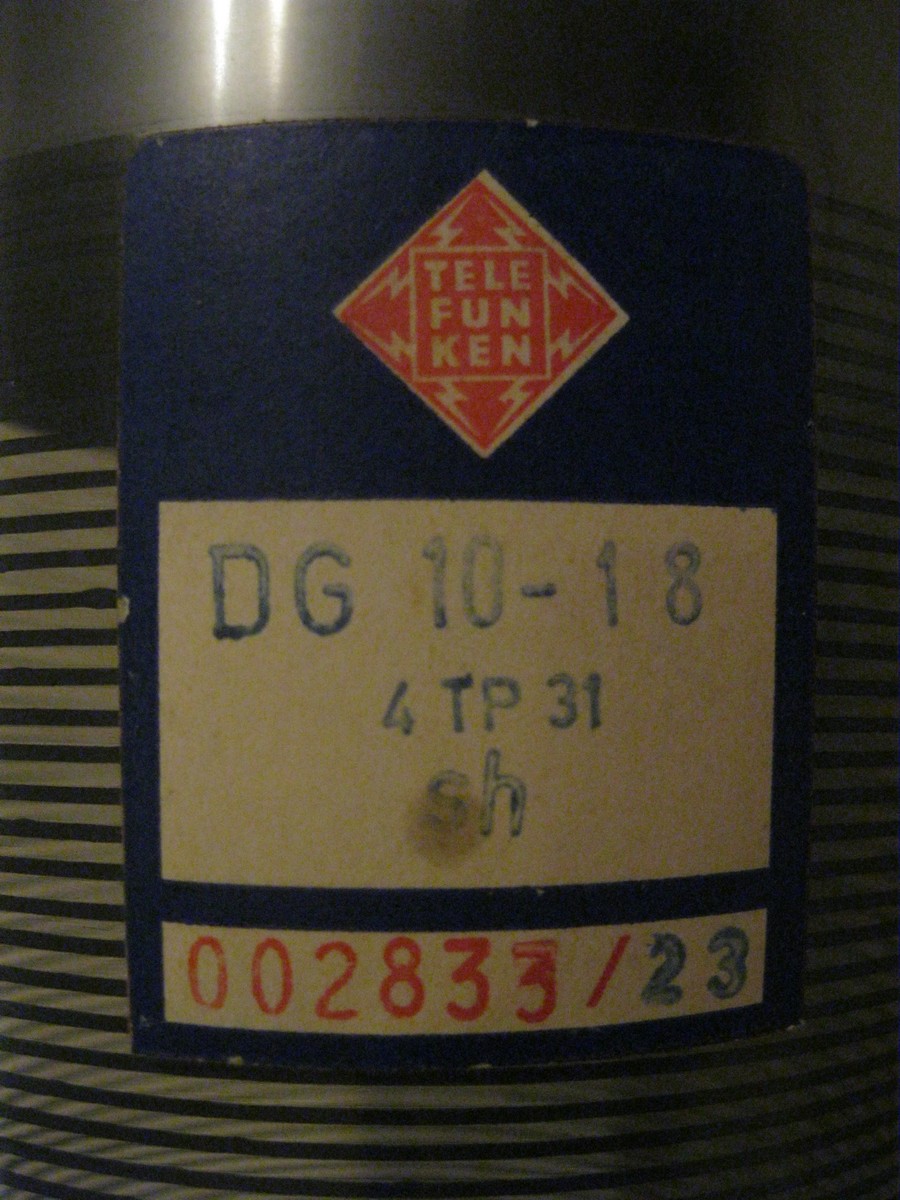 TELE
FUN
KEN
DG 10-18
4 TP 31
sh
002833/23